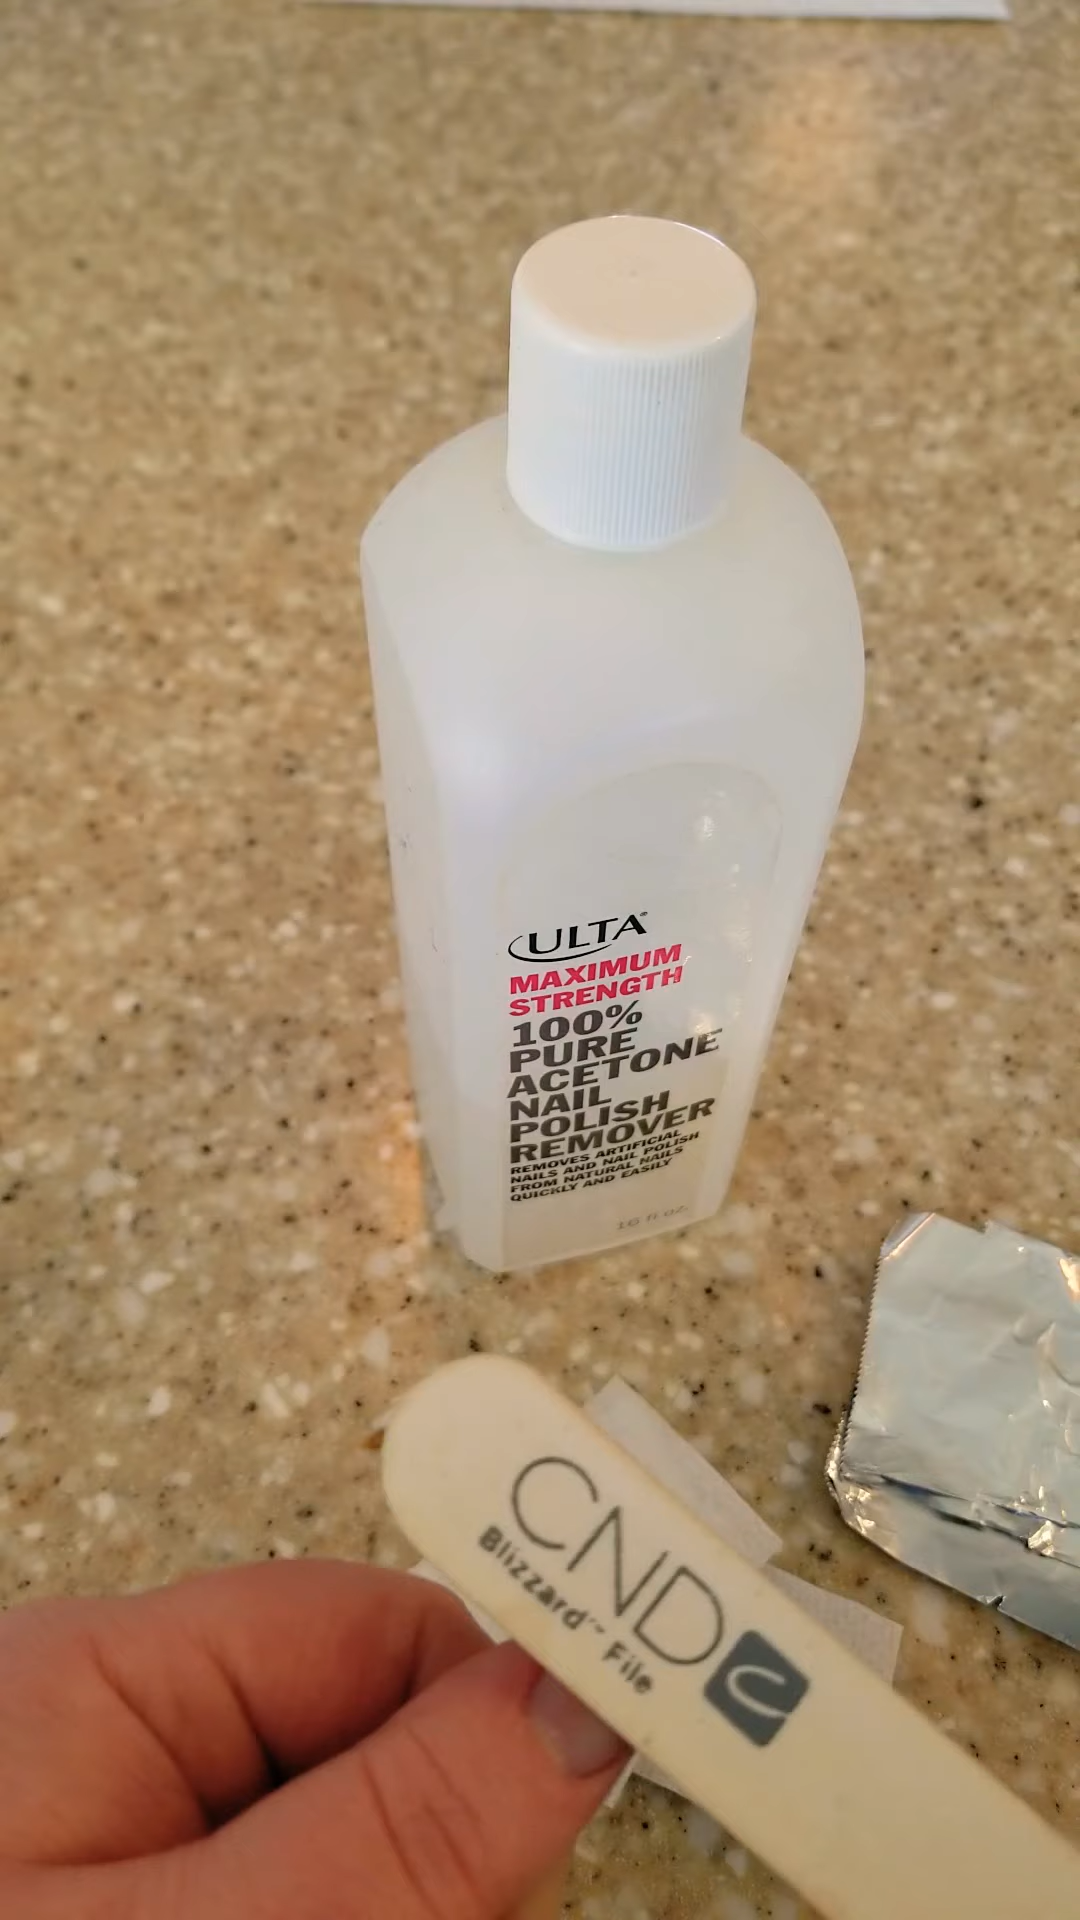 ULTA
MAXIMUM
STRENGTH
100%
PURE
ACETONE
NAIL
POLISH
REMOVER
REMOVES ARTIFICIAL
NAILS AND NAIL POLISH
FROM NATURAL NAILS
QUICKLY AND EASILY
16 fl oz.
CND
Blizzard™ File